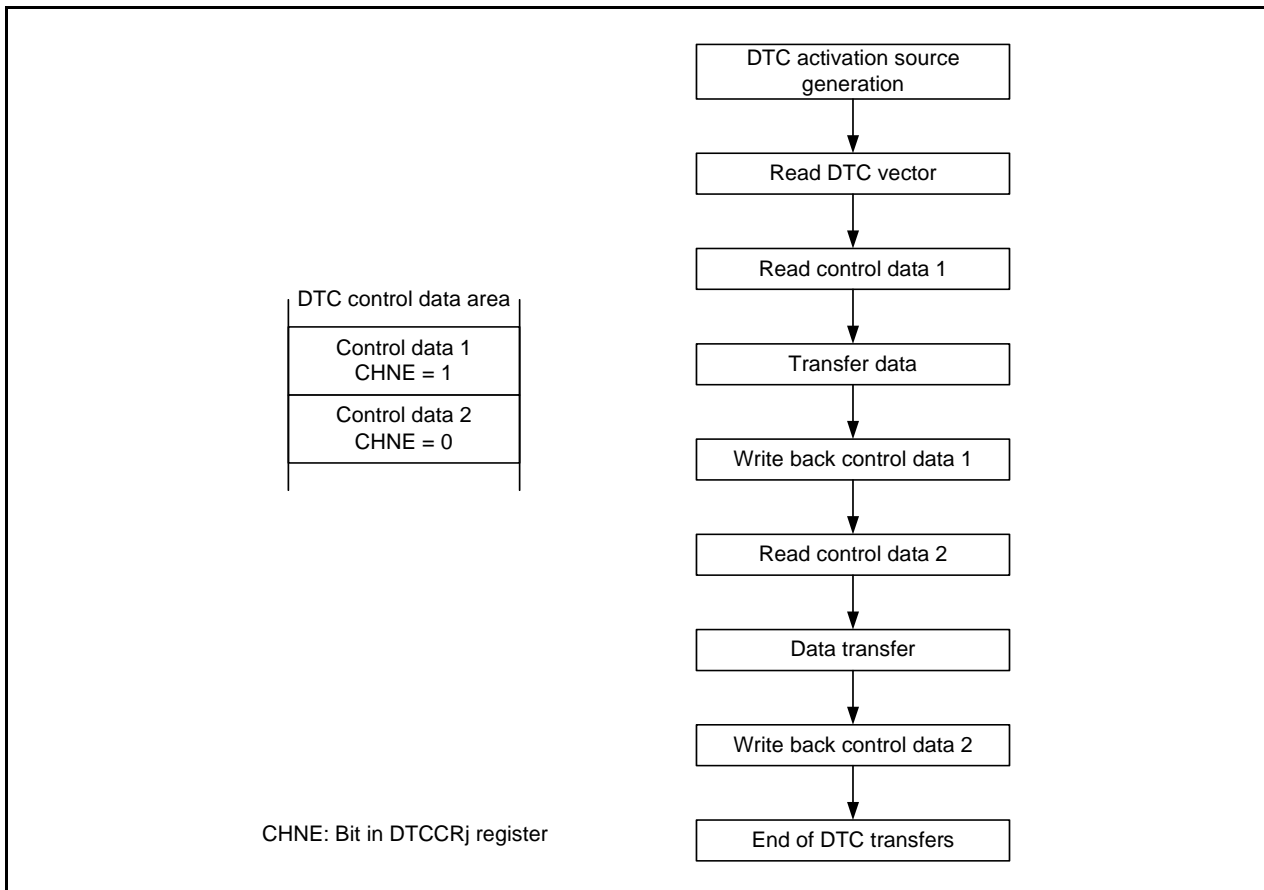 DTC activation source
generation
Read DTC vector
Read control data 1
Transfer data
Write back control data 1
Read control data 2
Data transfer
Write back control data 2
End of DTC transfers
DTC control data area
Control data 1
CHNE = 1
Control data 2
CHNE = 0
CHNE: Bit in DTCCRj register